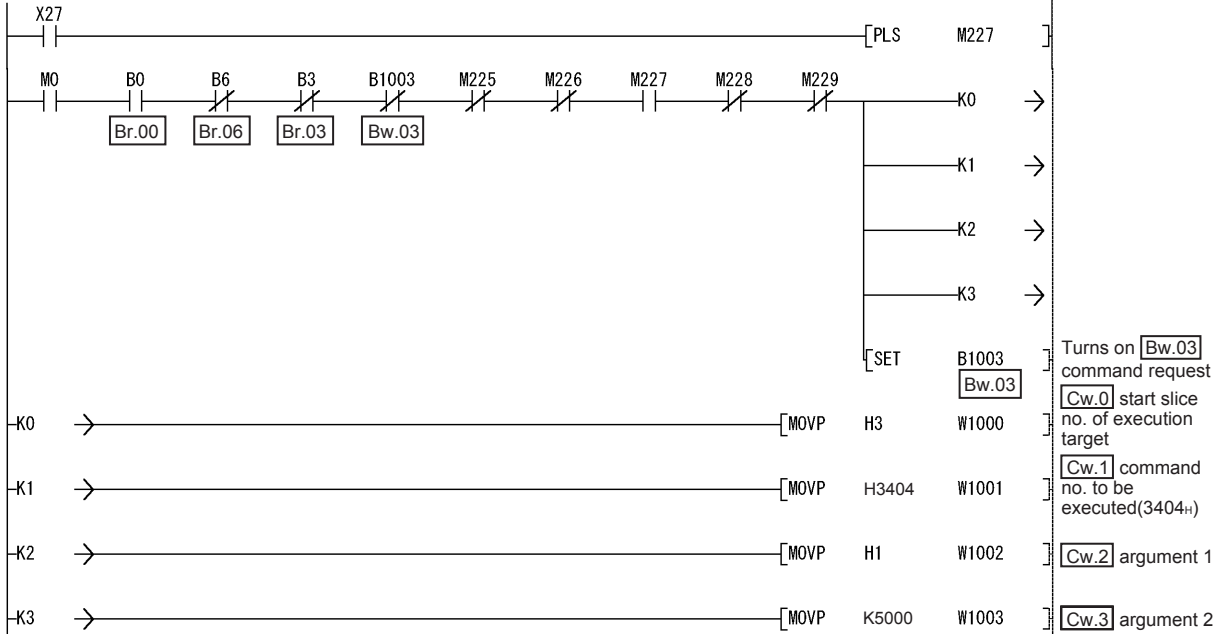 X27
[PLS M227 ]
M0 B0 B6 B3 B1003 M225 M226 M227 M228 M229
K0
Br.00 Br.06 Br.03 Bw.03
K1
K2
K3
[SET B1003 ] Turns on Bw.03
Bw.03 command request
Cw.0 start slice
K0 [MOVP H3 W1000 ] no. of execution
target
Cw.1 command
K1 [MOVP H3404 W1001 ] no. to be
executed(3404H)
K2 [MOVP H1 W1002 ] Cw.2 argument 1
K3 [MOVP K5000 W1003 ] Cw.3 argument 2